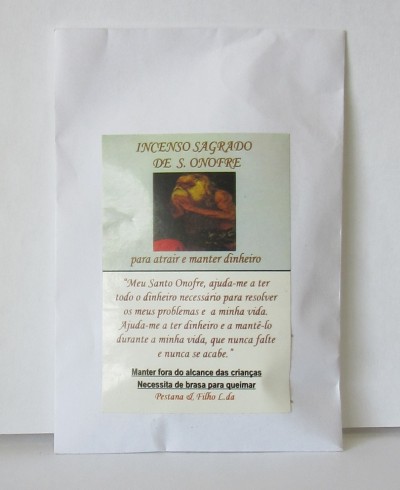 INCENSO SAGRADO
DE S. ONOFRE
para atrair e manter dinheiro
"Meu Santo Onofre, ajuda-me a ter
todo o dinheiro necessário para resolver
os meus problemas e a minha vida.
Ajuda-me a ter dinheiro e a mantê-lo
durante a minha vida, que nunca falte
e nunca se acabe."
Manter fora do alcance das crianças
Necessita de brasa para queimar
Pestana & Filho L.da